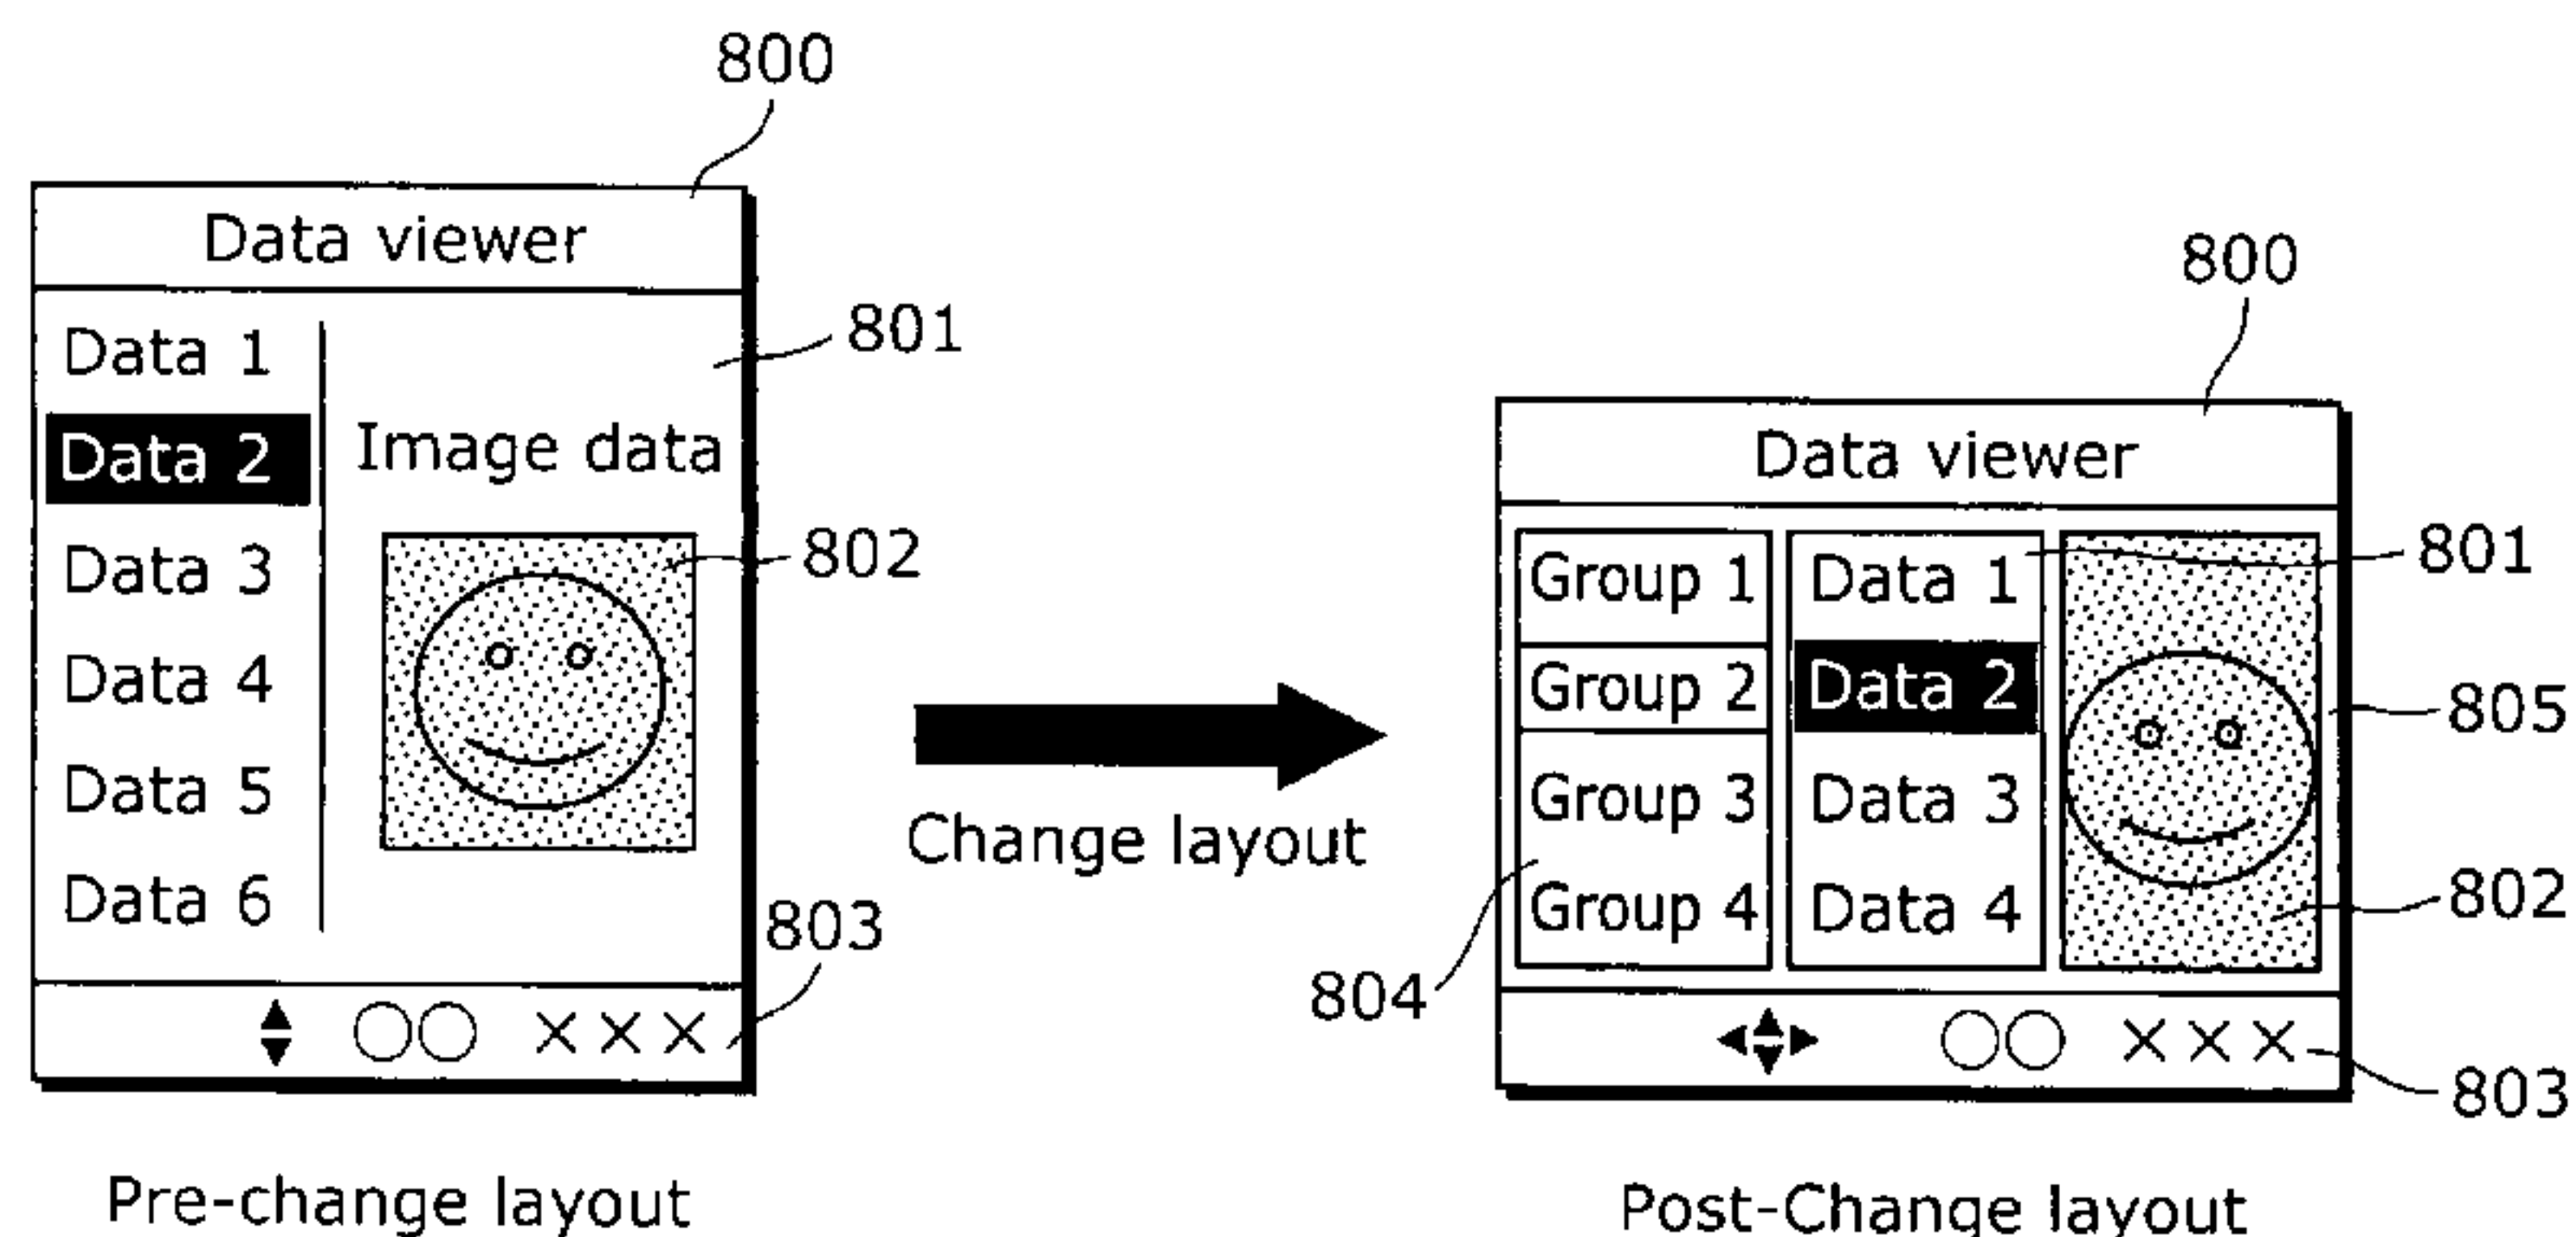 800
Data viewer
801
Data 1
Data 2
Image data
Data 3
802
Data 4
Data 5
Data 6
803
○○ ×××
Pre-change layout
Change layout
800
Data viewer
Group 1 Data 1
801
Group 2 Data 2
805
Group 3 Data 3
Group 4 Data 4
802
804
○○ ×××
803
Post-Change layout